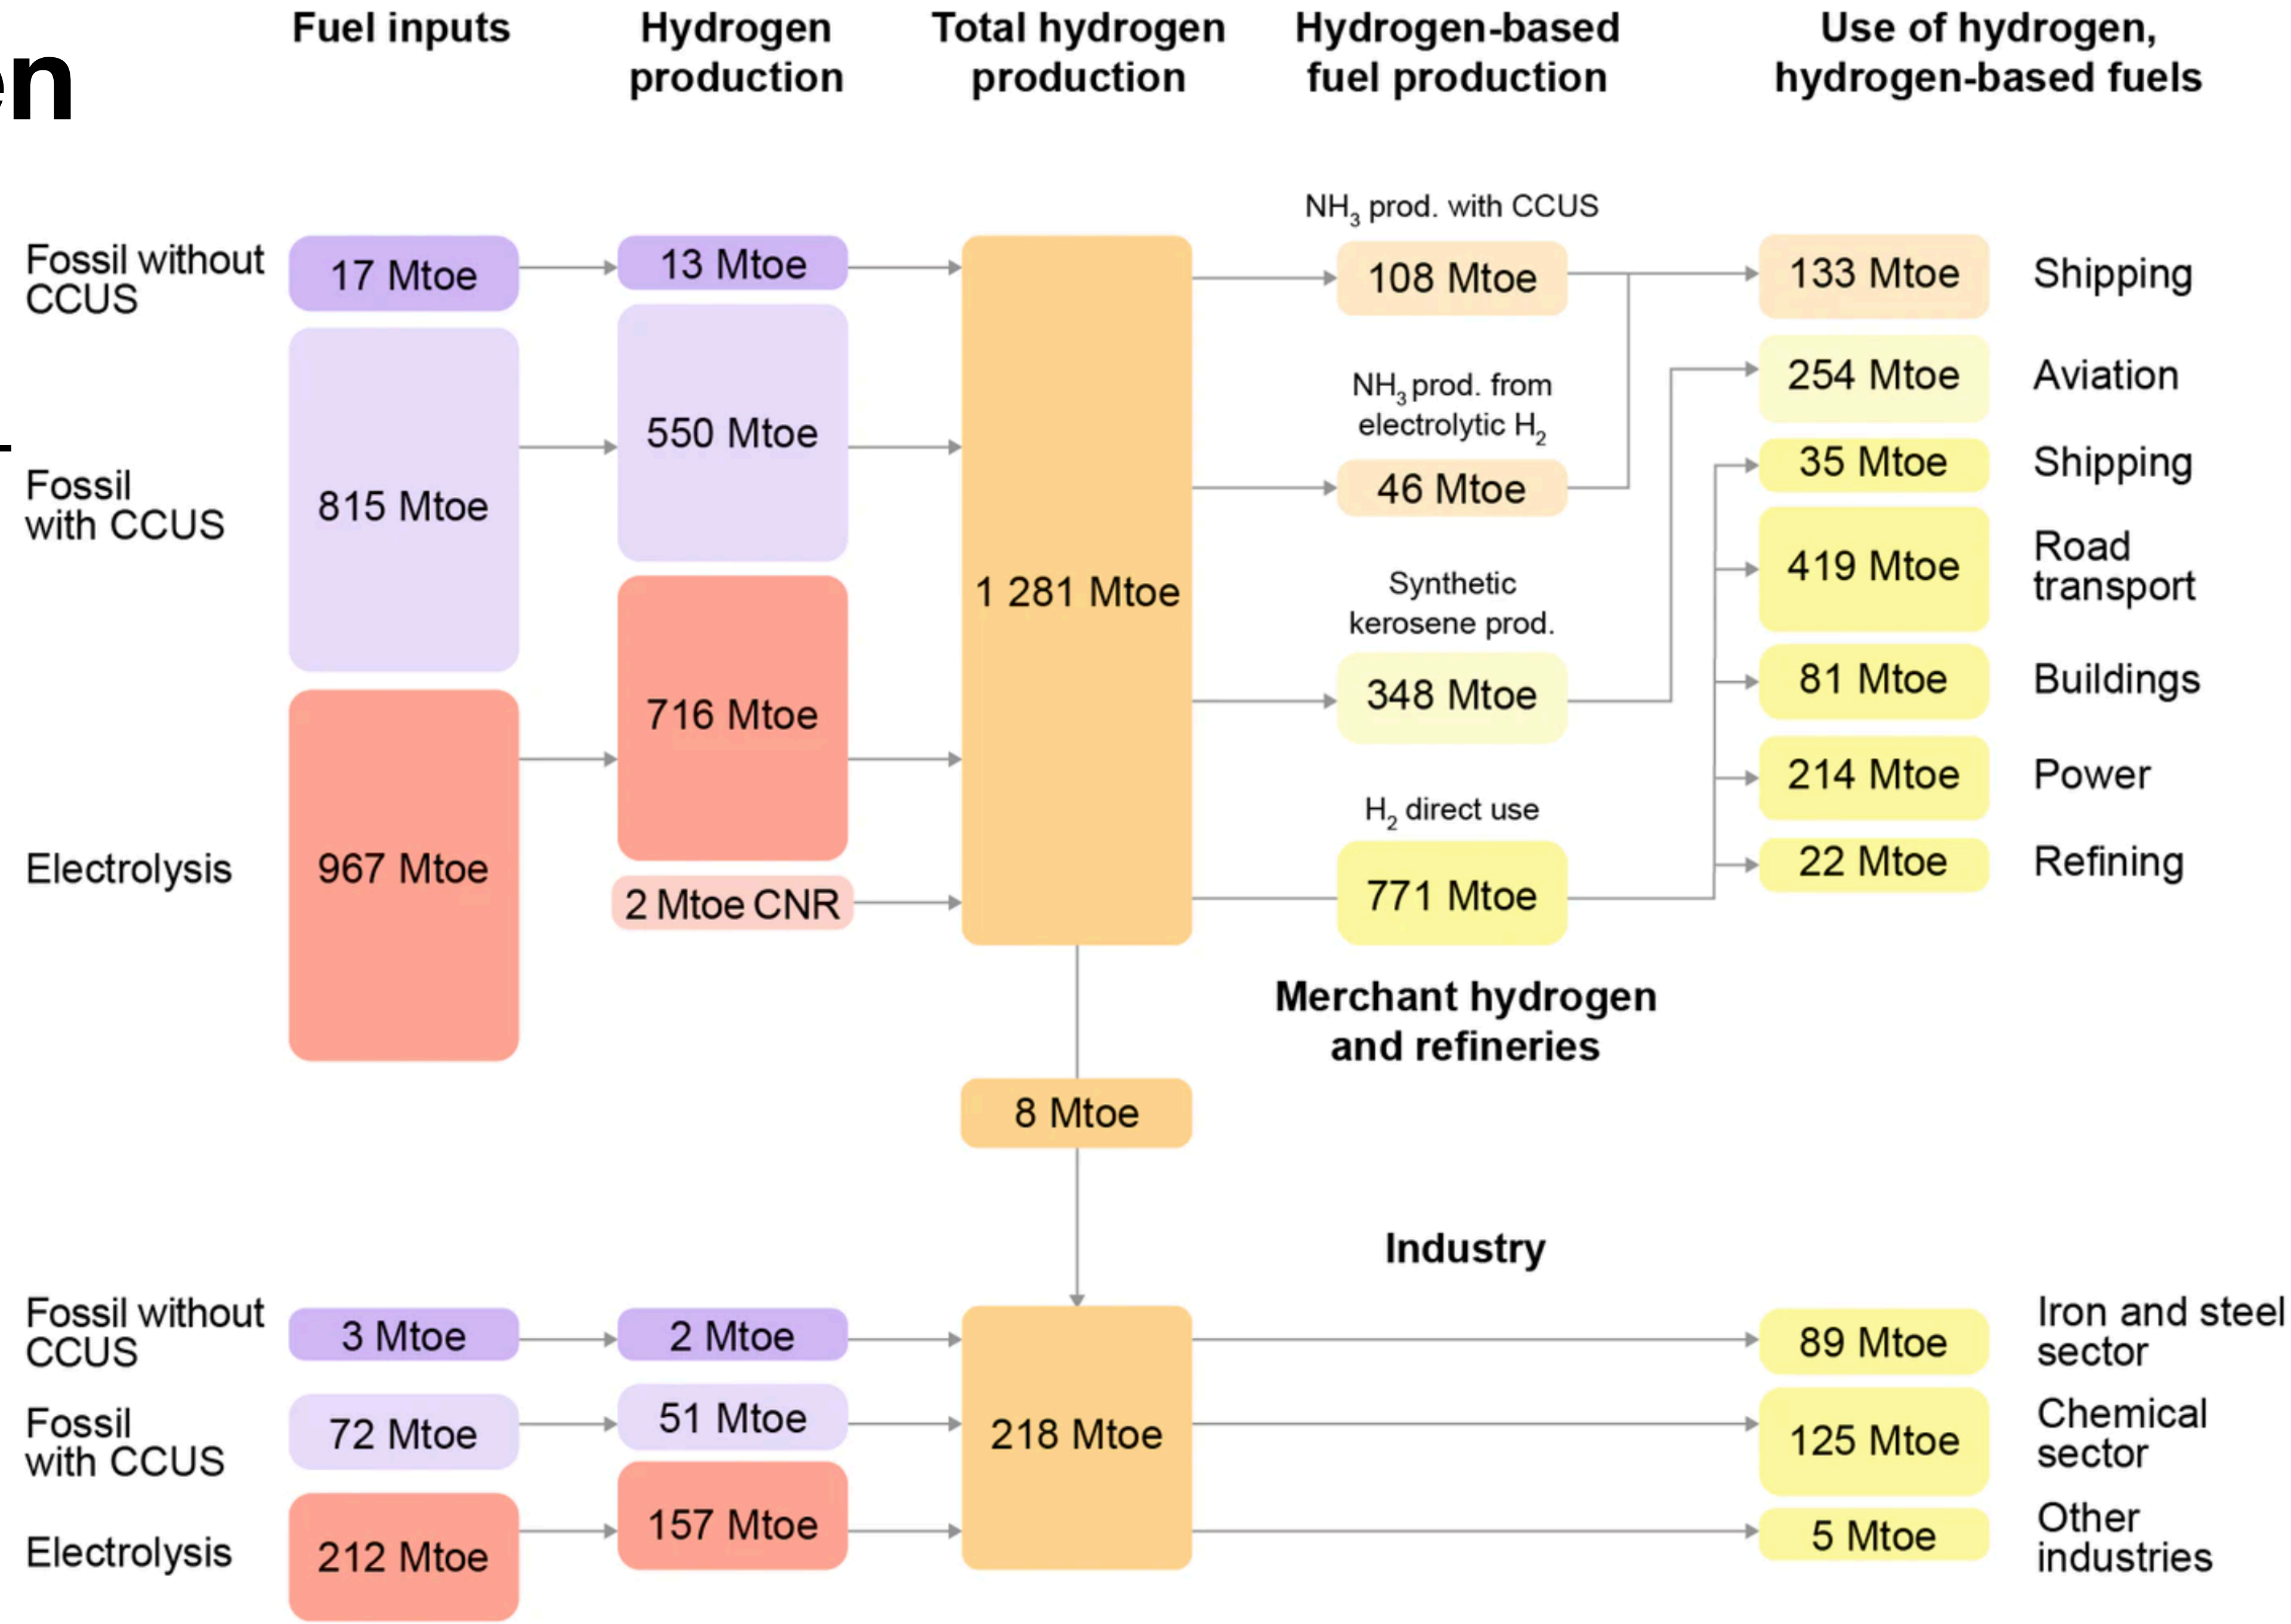 en
Fuel inputs
Hydrogen
production
Total hydrogen
production
Hydrogen-based
fuel production
Use of hydrogen,
hydrogen-based fuels
Fossil without
CCUS
17 Mtoe
13 Mtoe
NH₃ prod. with CCUS
108 Mtoe
133 Mtoe
Shipping
Fossil
with CCUS
815 Mtoe
550 Mtoe
1 281 Mtoe
NH₃ prod. from
electrolytic H₂
46 Mtoe
254 Mtoe
Aviation
35 Mtoe
Shipping
419 Mtoe
Road
transport
Electrolysis
967 Mtoe
716 Mtoe
2 Mtoe CNR
Synthetic
kerosene prod.
348 Mtoe
81 Mtoe
Buildings
214 Mtoe
Power
H₂ direct use
771 Mtoe
22 Mtoe
Refining
Merchant hydrogen
and refineries
8 Mtoe
Industry
Fossil without
CCUS
3 Mtoe
2 Mtoe
89 Mtoe
Iron and steel
sector
Fossil
with CCUS
72 Mtoe
51 Mtoe
218 Mtoe
125 Mtoe
Chemical
sector
Electrolysis
212 Mtoe
157 Mtoe
5 Mtoe
Other
industries